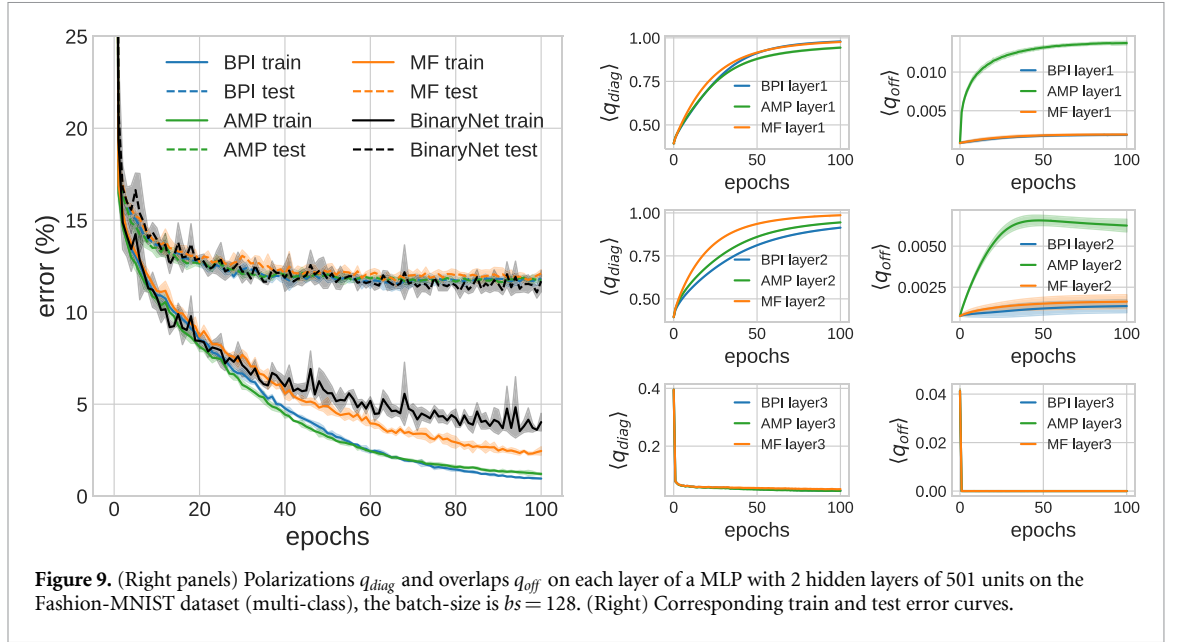 25
20
15
10
5
0
error (%)
0 20 40 60 80 100
epochs
BPI train
BPI test
AMP train
AMP test
MF train
MF test
BinaryNet train
BinaryNet test
1.00
0.75
0.50
⟨q_diag⟩
BPI layer1
AMP layer1
MF layer1
0 50 100
epochs
0.010
0.005
⟨q_off⟩
BPI layer1
AMP layer1
MF layer1
0 50 100
epochs
1.00
0.75
0.50
⟨q_diag⟩
BPI layer2
AMP layer2
MF layer2
0 50 100
epochs
0.0050
0.0025
⟨q_off⟩
BPI layer2
AMP layer2
MF layer2
0 50 100
epochs
0.4
0.2
⟨q_diag⟩
BPI layer3
AMP layer3
MF layer3
0 50 100
epochs
0.04
0.02
0.00
⟨q_off⟩
BPI layer3
AMP layer3
MF layer3
0 50 100
epochs
Figure 9. (Right panels) Polarizations q_diag and overlaps q_off on each layer of a MLP with 2 hidden layers of 501 units on the
Fashion-MNIST dataset (multi-class), the batch-size is bs = 128. (Right) Corresponding train and test error curves.